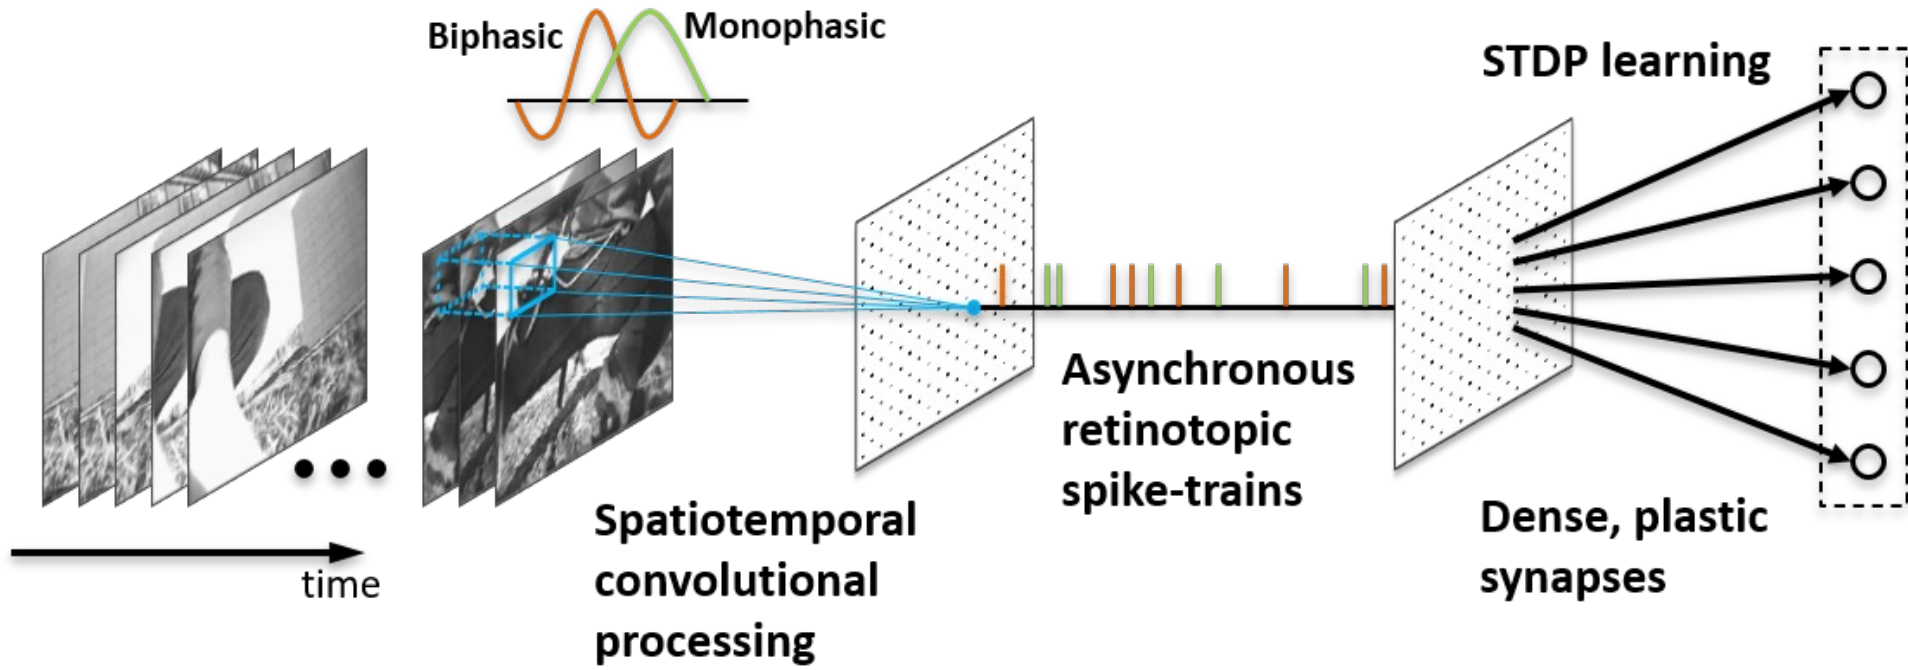 Biphasic
Monophasic
STDP learning
time
Spatiotemporal
convolutional
processing
Asynchronous
retinotopic
spike-trains
Dense, plastic
synapses